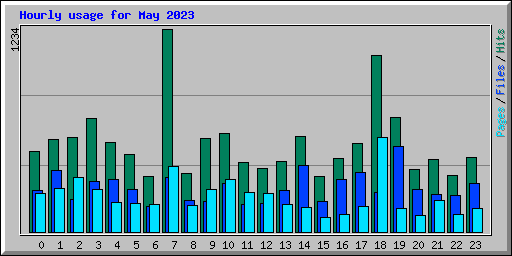 Hourly usage for May 2023
1234
Pages / Files / Hits
0 1 2 3 4 5 6 7 8 9 10 11 12 13 14 15 16 17 18 19 20 21 22 23